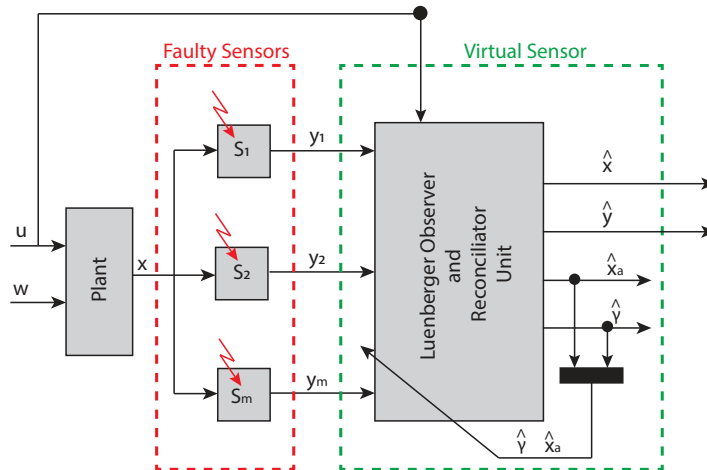 Faulty Sensors
Virtual Sensor
u
w
Plant
x
S₁
S₂
Sₘ
y₁
y₂
yₘ
Luenberger Observer
and
Reconciliator
Unit
x̂
ŷ
x̂ₐ
γ̂
γ̂ x̂ₐ